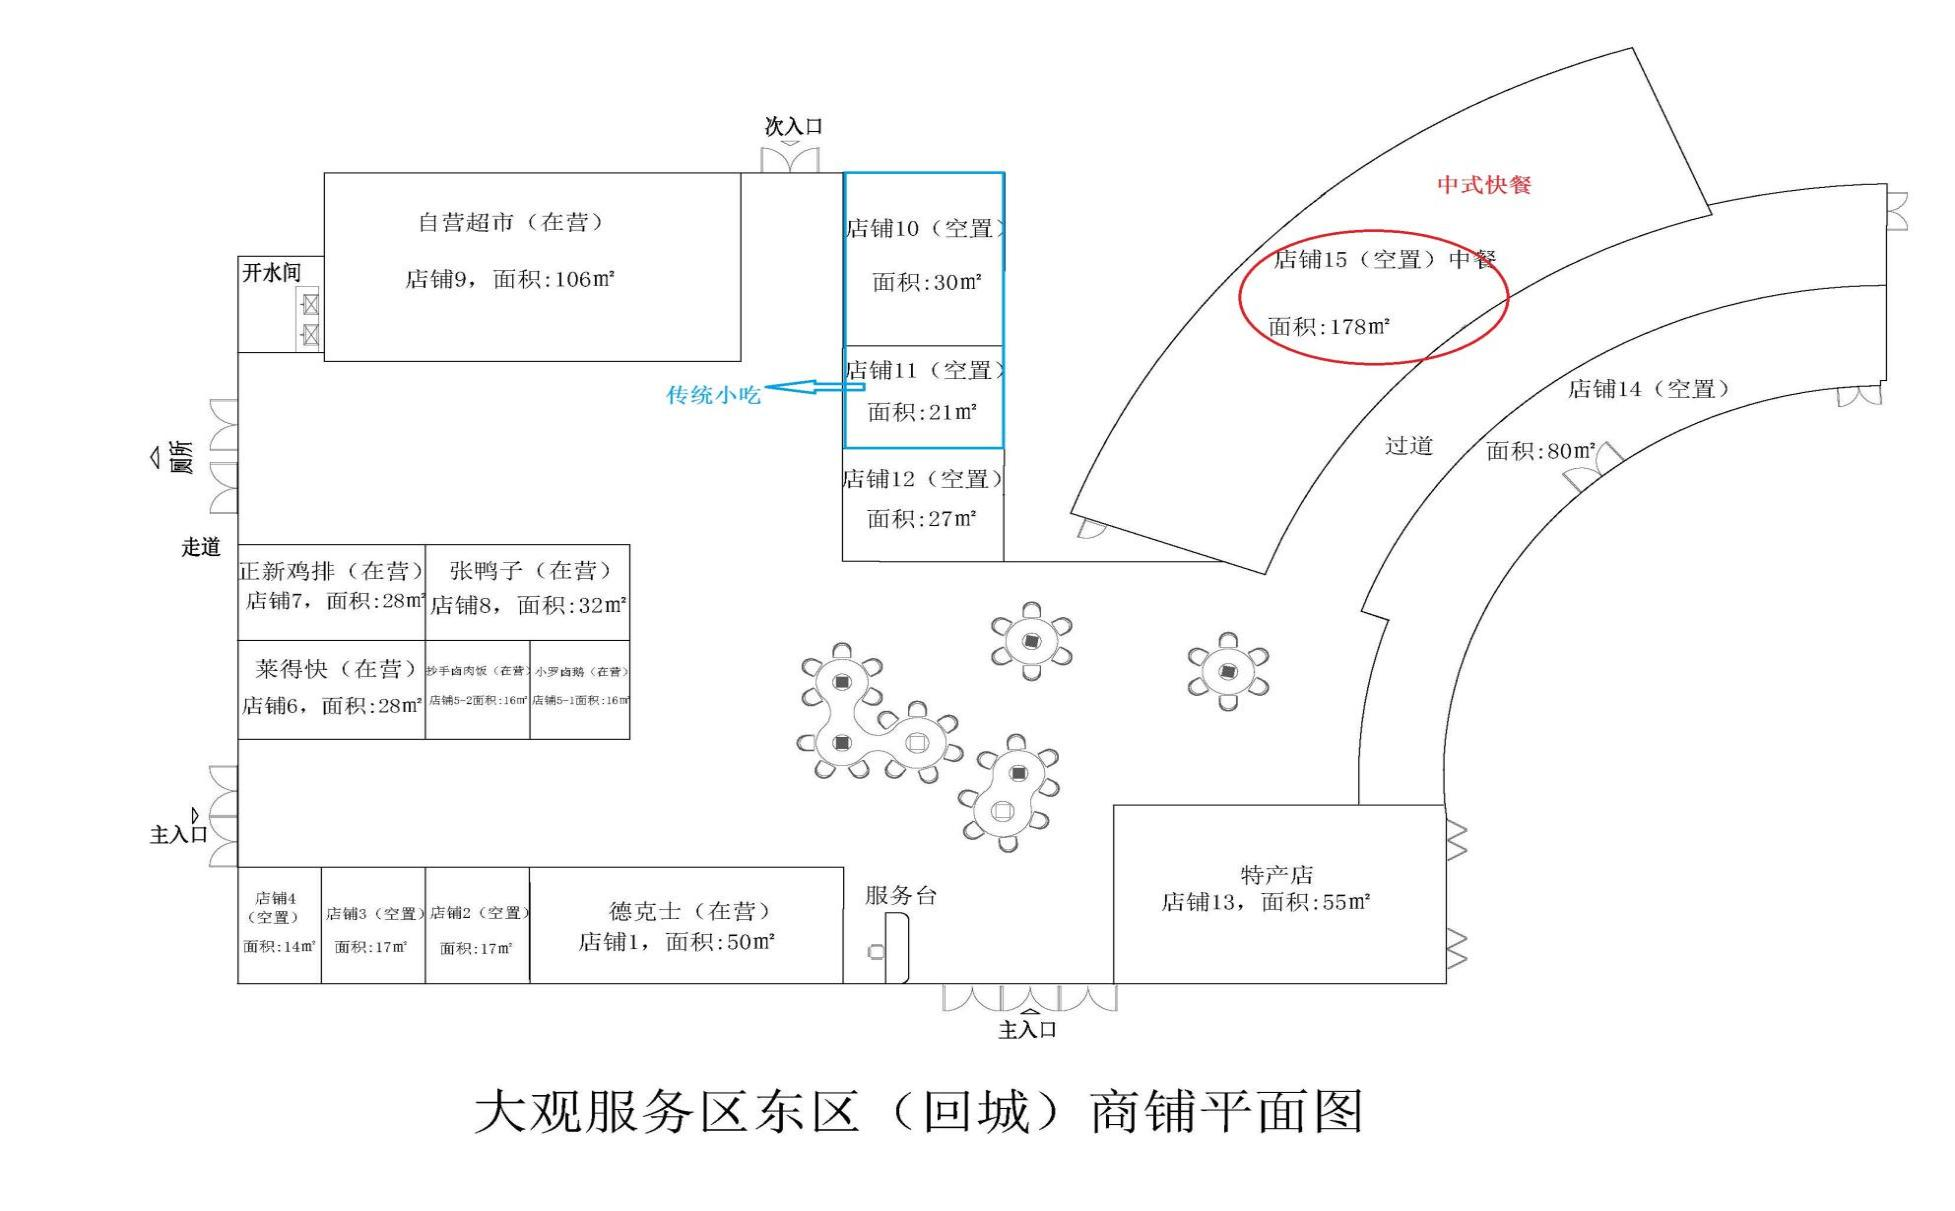 次入口
中式快餐
自营超市（在营）
店铺9，面积:106㎡
开水间
店铺10（空置）
面积:30㎡
店铺15（空置）中餐
面积:178㎡
店铺11（空置）
面积:21㎡
传统小吃
店铺14（空置）
面积:80㎡
过道
厕所
店铺12（空置）
面积:27㎡
走道
正新鸡排（在营）
店铺7，面积:28㎡
张鸭子（在营）
店铺8，面积:32㎡
莱得快（在营）
店铺6，面积:28㎡
抄手卤肉饭（在营）
店铺5-2面积:16㎡
小罗卤鹅（在营）
店铺5-1面积:16㎡
主入口
店铺4
（空置）
面积:14㎡
店铺3（空置）
面积:17㎡
店铺2（空置）
面积:17㎡
德克士（在营）
店铺1，面积:50㎡
服务台
特产店
店铺13，面积:55㎡
主入口
大观服务区东区（回城）商铺平面图